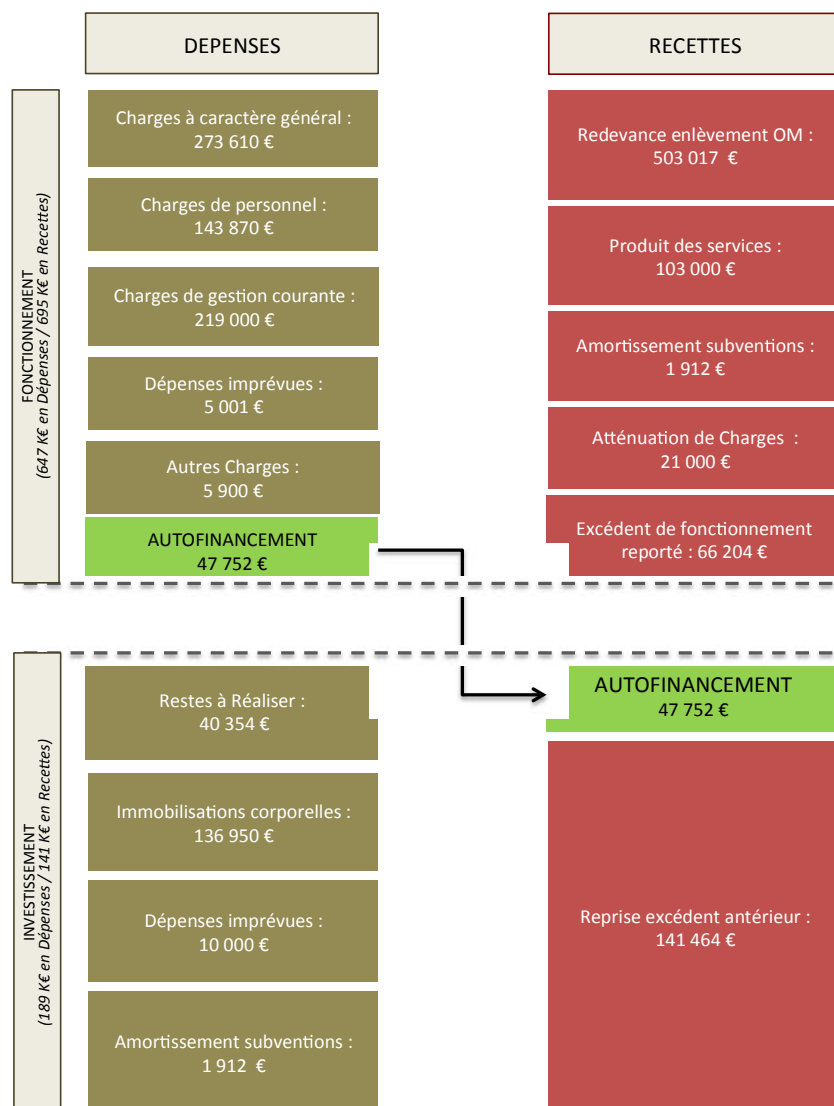 DEPENSES
RECETTES
FONCTIONNEMENT
(647 K€ en Dépenses / 695 K€ en Recettes)
Charges à caractère général :
273 610 €
Charges de personnel :
143 870 €
Charges de gestion courante :
219 000 €
Dépenses imprévues :
5 001 €
Autres Charges :
5 900 €
AUTOFINANCEMENT
47 752 €
Redevance enlèvement OM :
503 017 €
Produit des services :
103 000 €
Amortissement subventions :
1 912 €
Atténuation de Charges :
21 000 €
Excédent de fonctionnement
reporté : 66 204 €
INVESTISSEMENT
(189 K€ en Dépenses / 141 K€ en Recettes)
Restes à Réaliser :
40 354 €
Immobilisations corporelles :
136 950 €
Dépenses imprévues :
10 000 €
Amortissement subventions :
1 912 €
AUTOFINANCEMENT
47 752 €
Reprise excédent antérieur :
141 464 €